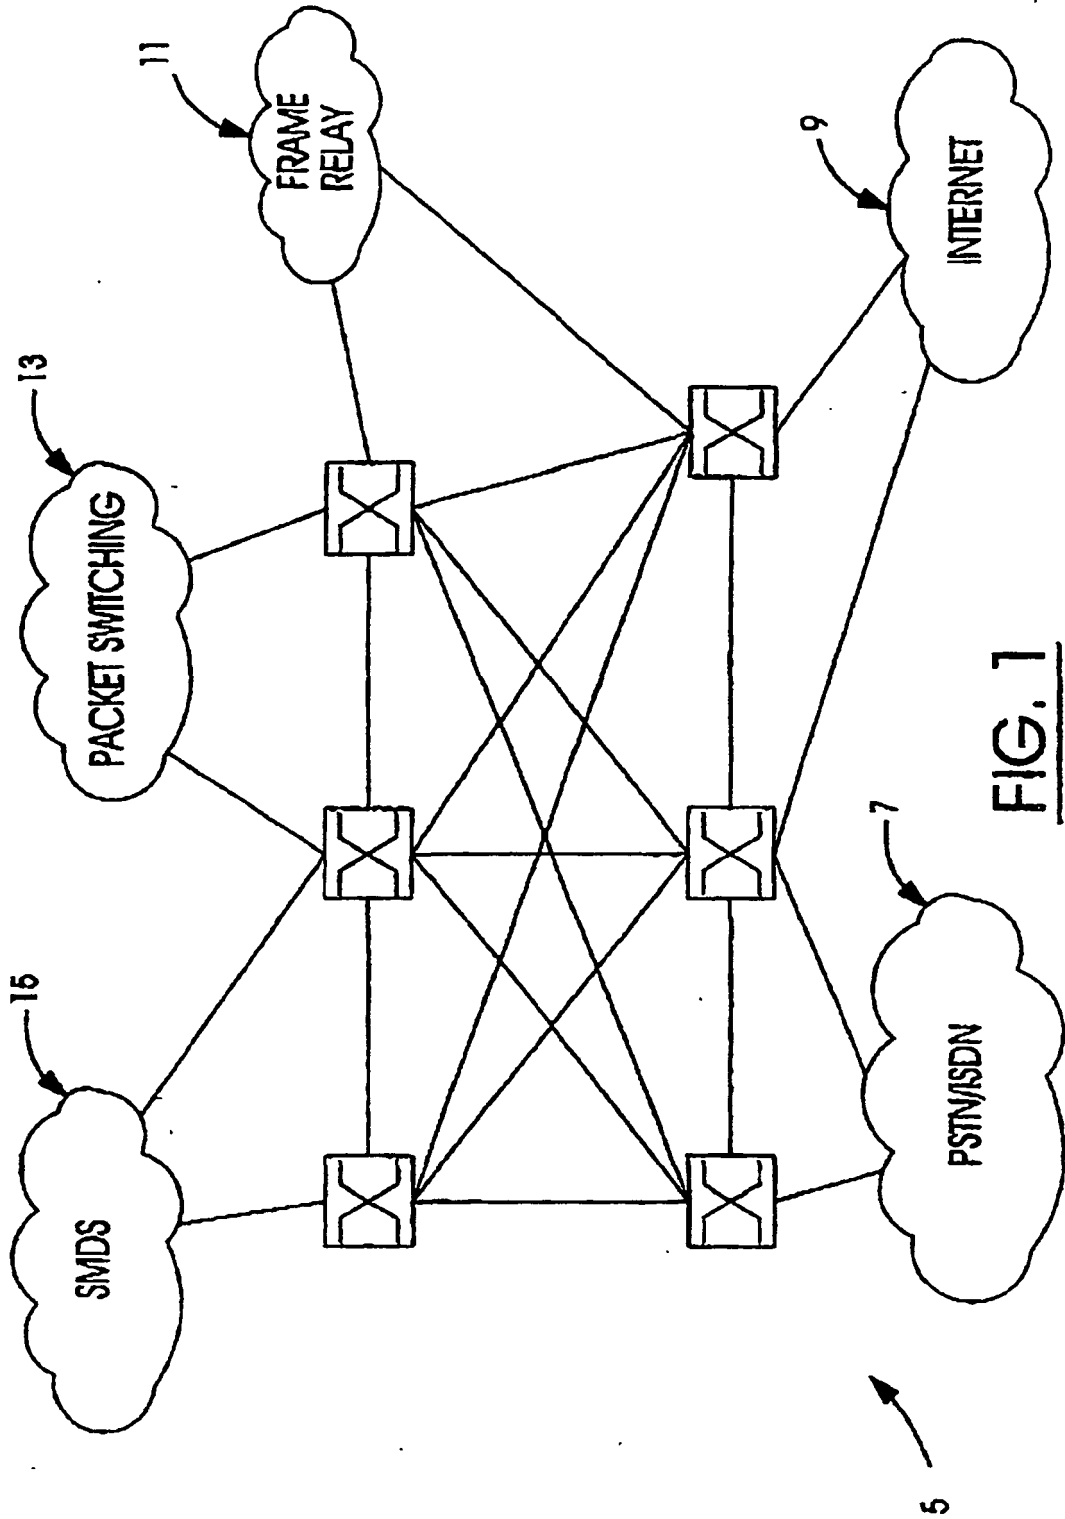 15
SMDS
13
PACKET SWITCHING
11
FRAME
RELAY
5
7
PSTN/ISDN
9
INTERNET
FIG. 1